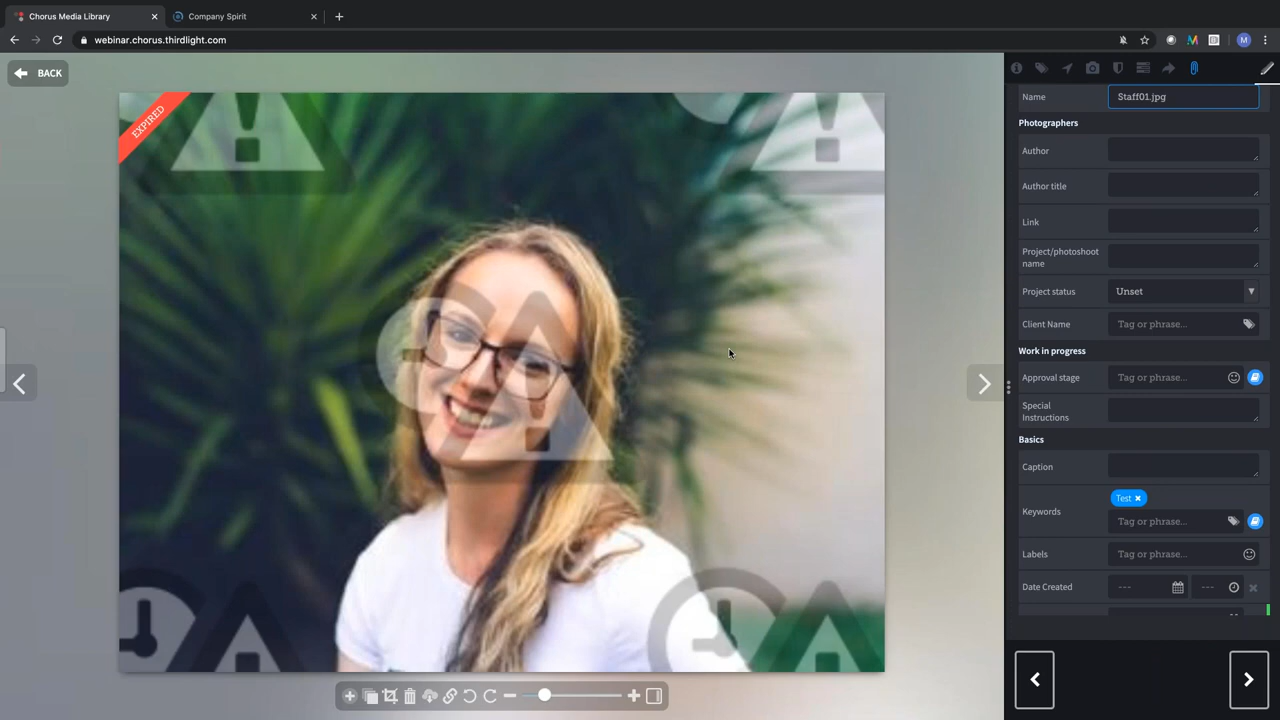 Chorus Media Library
Company Spirit
webinar.chorus.thirdlight.com
M
M
BACK
EXPIRED
Name
Staff01.jpg
Photographers
Author
Author title
Link
Project/photoshoot
name
Project status
Unset
Client Name
Tag or phrase...
Work in progress
Approval stage
Tag or phrase...
Special
Instructions
Basics
Caption
Test
Keywords
Tag or phrase...
Labels
Tag or phrase...
Date Created
---
---